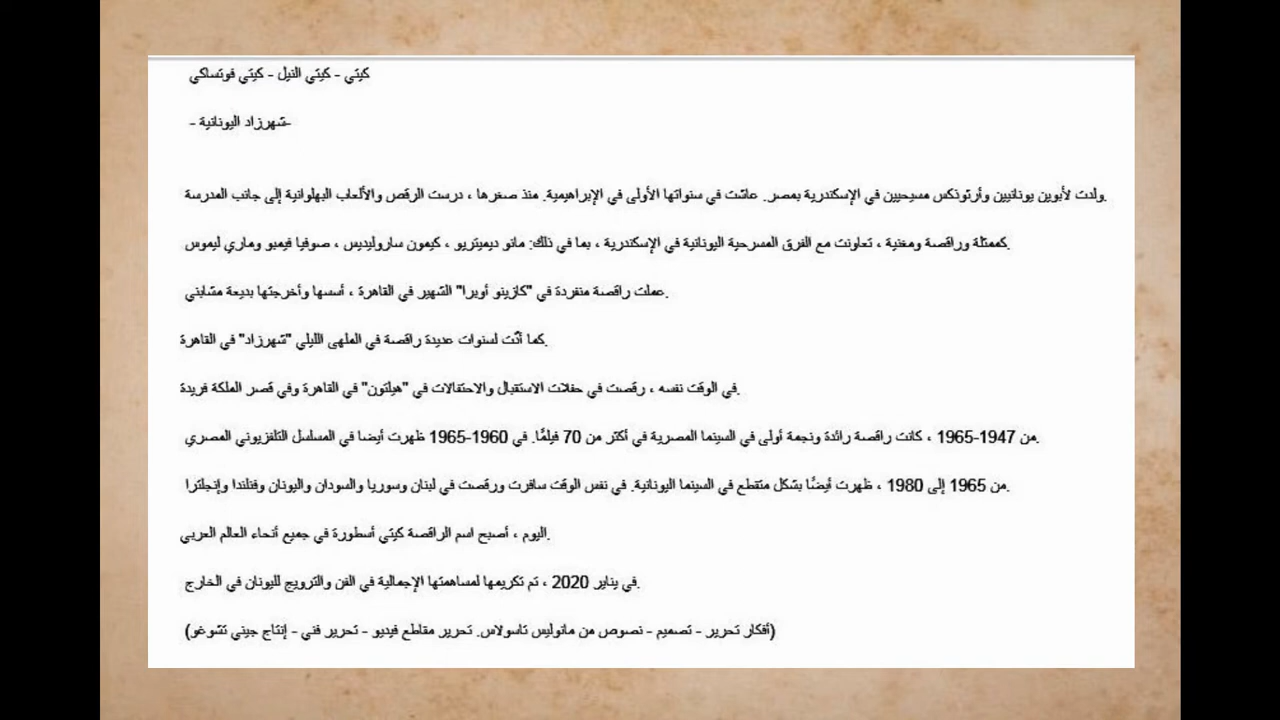 كيتي - كيتي النيل - كيتي فوتساكي
-شهرزاد اليونانية -
ولدت لأبوين يونانيين وأرثوذكس مسيحيين في الإسكندرية بمصر. عاشت في سنواتها الأولى في الإبراهيمية. منذ صغرها ، درست الرقص والألعاب البهلوانية إلى جانب المدرسة.
كممثلة وراقصة ومغنية ، تعاونت مع الفرق المسرحية اليونانية في الإسكندرية ، بما في ذلك: مانو ديميتريو ، كيمون ساروليديس ، صوفيا فيمبو وماري ليموس.
عملت راقصة منفردة في "كازينو أوبرا" الشهير في القاهرة ، أسسها وأخرجتها بديعة مشابني.
كما أدّت لسنوات عديدة راقصة في الملهى الليلي "شهرزاد" في القاهرة.
في الوقت نفسه ، رقصت في حفلات الاستقبال والاحتفالات في "هيلتون" في القاهرة وفي قصر الملكة فريدة.
من 1947-1965 ، كانت راقصة رائدة ونجمة أولى في السينما المصرية في أكثر من 70 فيلمًا. في 1960-1965 ظهرت أيضا في المسلسل التلفزيوني المصري.
من 1965 إلى 1980 ، ظهرت أيضًا بشكل متقطع في السينما اليونانية. في نفس الوقت سافرت ورقصت في لبنان وسوريا والسودان واليونان وفنلندا وإنجلترا.
اليوم ، أصبح اسم الراقصة كيتي أسطورة في جميع أنحاء العالم العربي.
في يناير 2020 ، تم تكريمها لمساهمتها الإجمالية في الفن والترويج لليونان في الخارج.
(أفكار تحرير - تصميم - نصوص من مانوليس تاسولاس. تحرير مقاطع فيديو - تحرير فني - إنتاج جيني تشوغو)